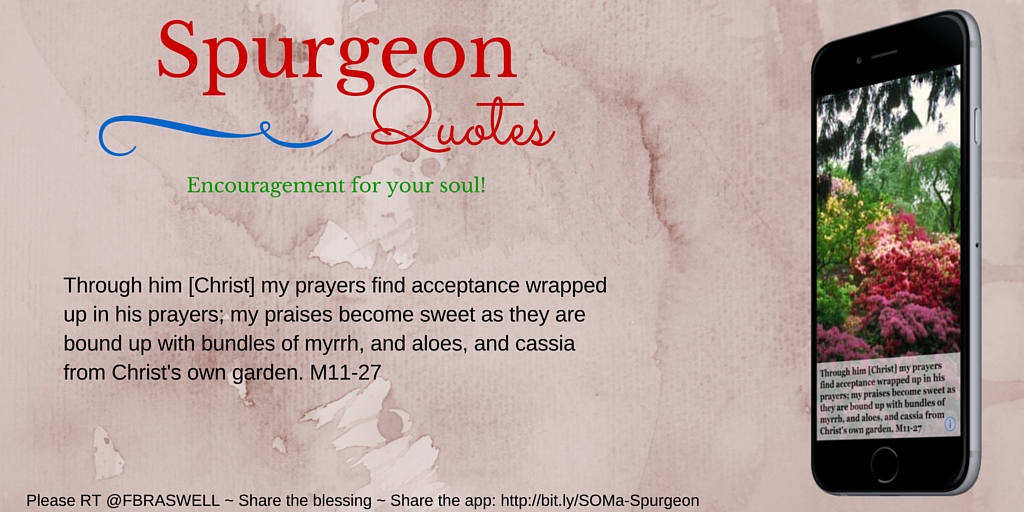 Spurgeon
Quotes
Encouragement for your soul!
Through him [Christ] my prayers find acceptance wrapped
up in his prayers; my praises become sweet as they are
bound up with bundles of myrrh, and aloes, and cassia
from Christ's own garden. M11-27
Through him [Christ] my prayers
find acceptance wrapped up in his
prayers; my praises become sweet as
they are bound up with bundles of
myrrh, and aloes, and cassia from
Christ's own garden. M11-27
Please RT @FBRASWELL ~ Share the blessing ~ Share the app: http://bit.ly/SOMa-Spurgeon